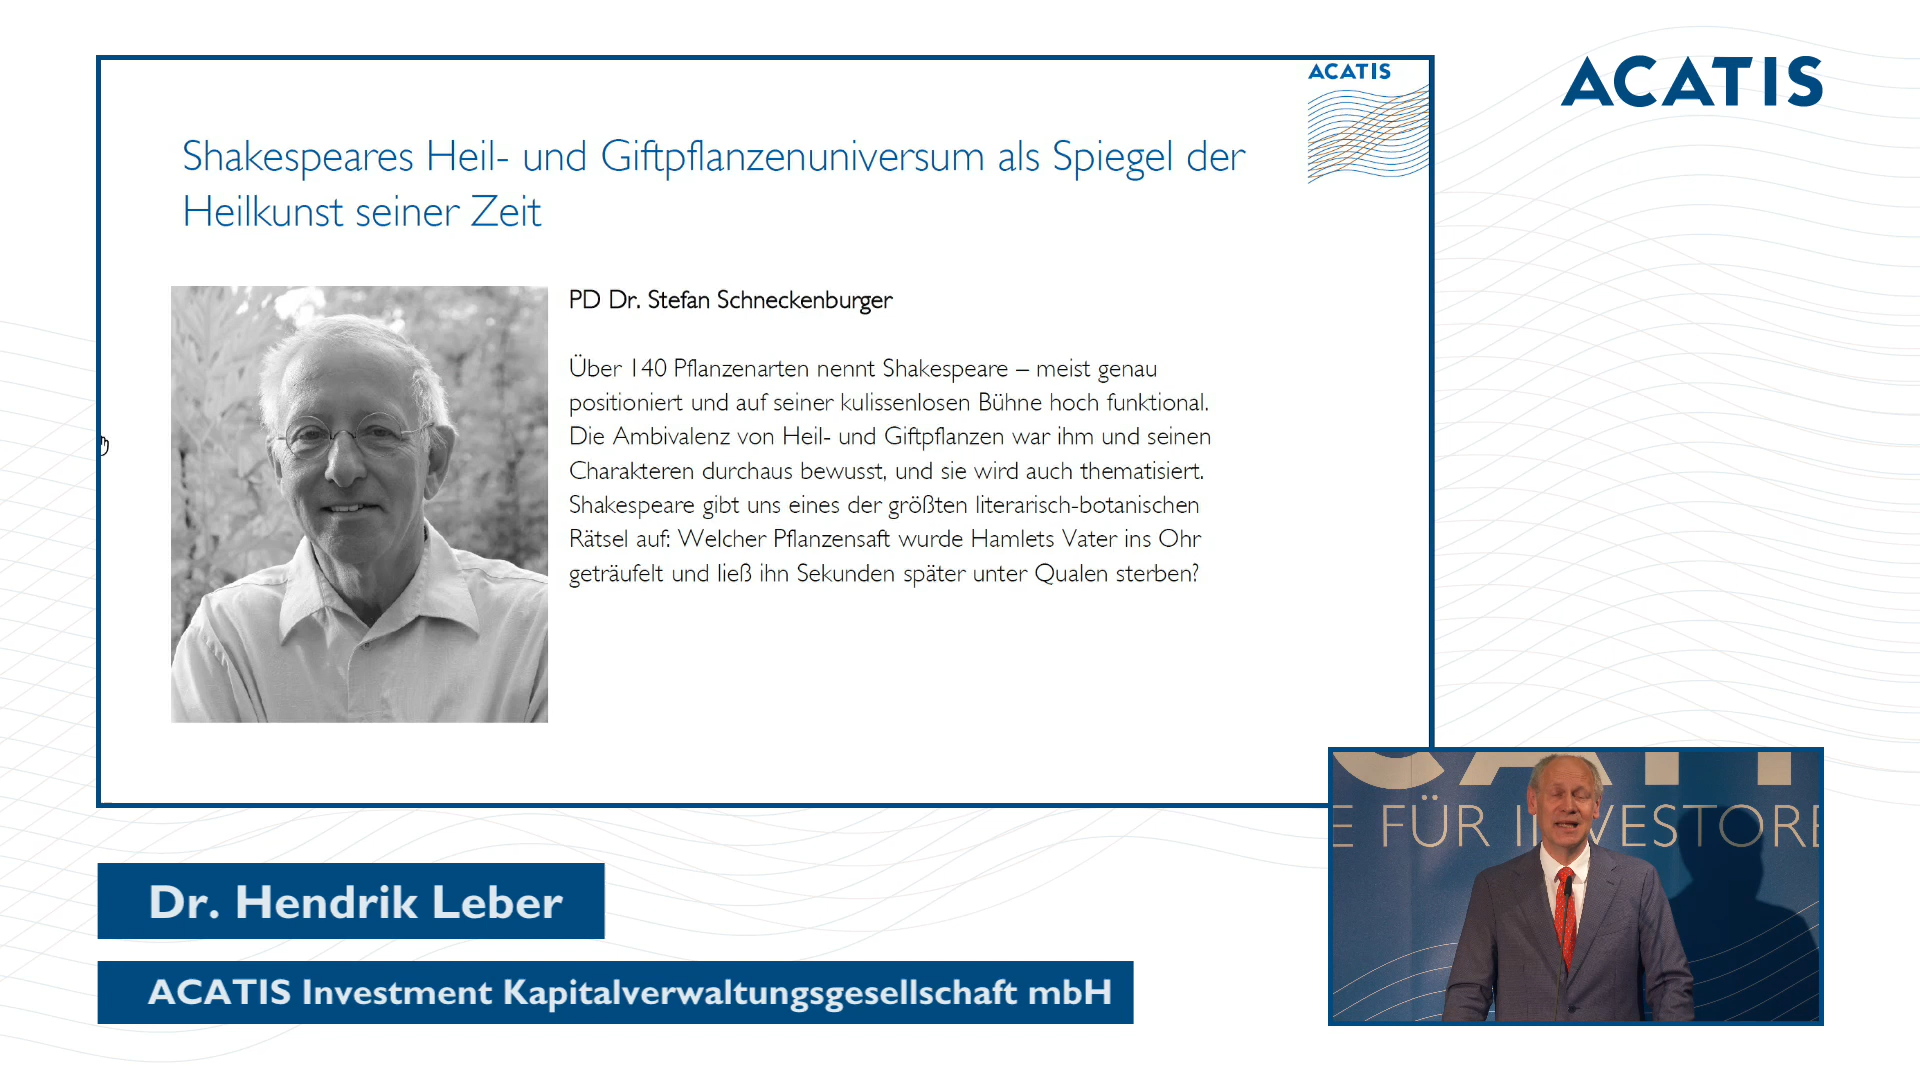 ACATIS
ACATIS
Shakespeares Heil- und Giftpflanzenuniversum als Spiegel der
Heilkunst seiner Zeit
PD Dr. Stefan Schneckenburger
Über 140 Pflanzenarten nennt Shakespeare – meist genau
positioniert und auf seiner kulissenlosen Bühne hoch funktional.
Die Ambivalenz von Heil- und Giftpflanzen war ihm und seinen
Charakteren durchaus bewusst, und sie wird auch thematisiert.
Shakespeare gibt uns eines der größten literarisch-botanischen
Rätsel auf: Welcher Pflanzensaft wurde Hamlets Vater ins Ohr
geträufelt und ließ ihn Sekunden später unter Qualen sterben?
E FÜR INVESTORE
Dr. Hendrik Leber
ACATIS Investment Kapitalverwaltungsgesellschaft mbH